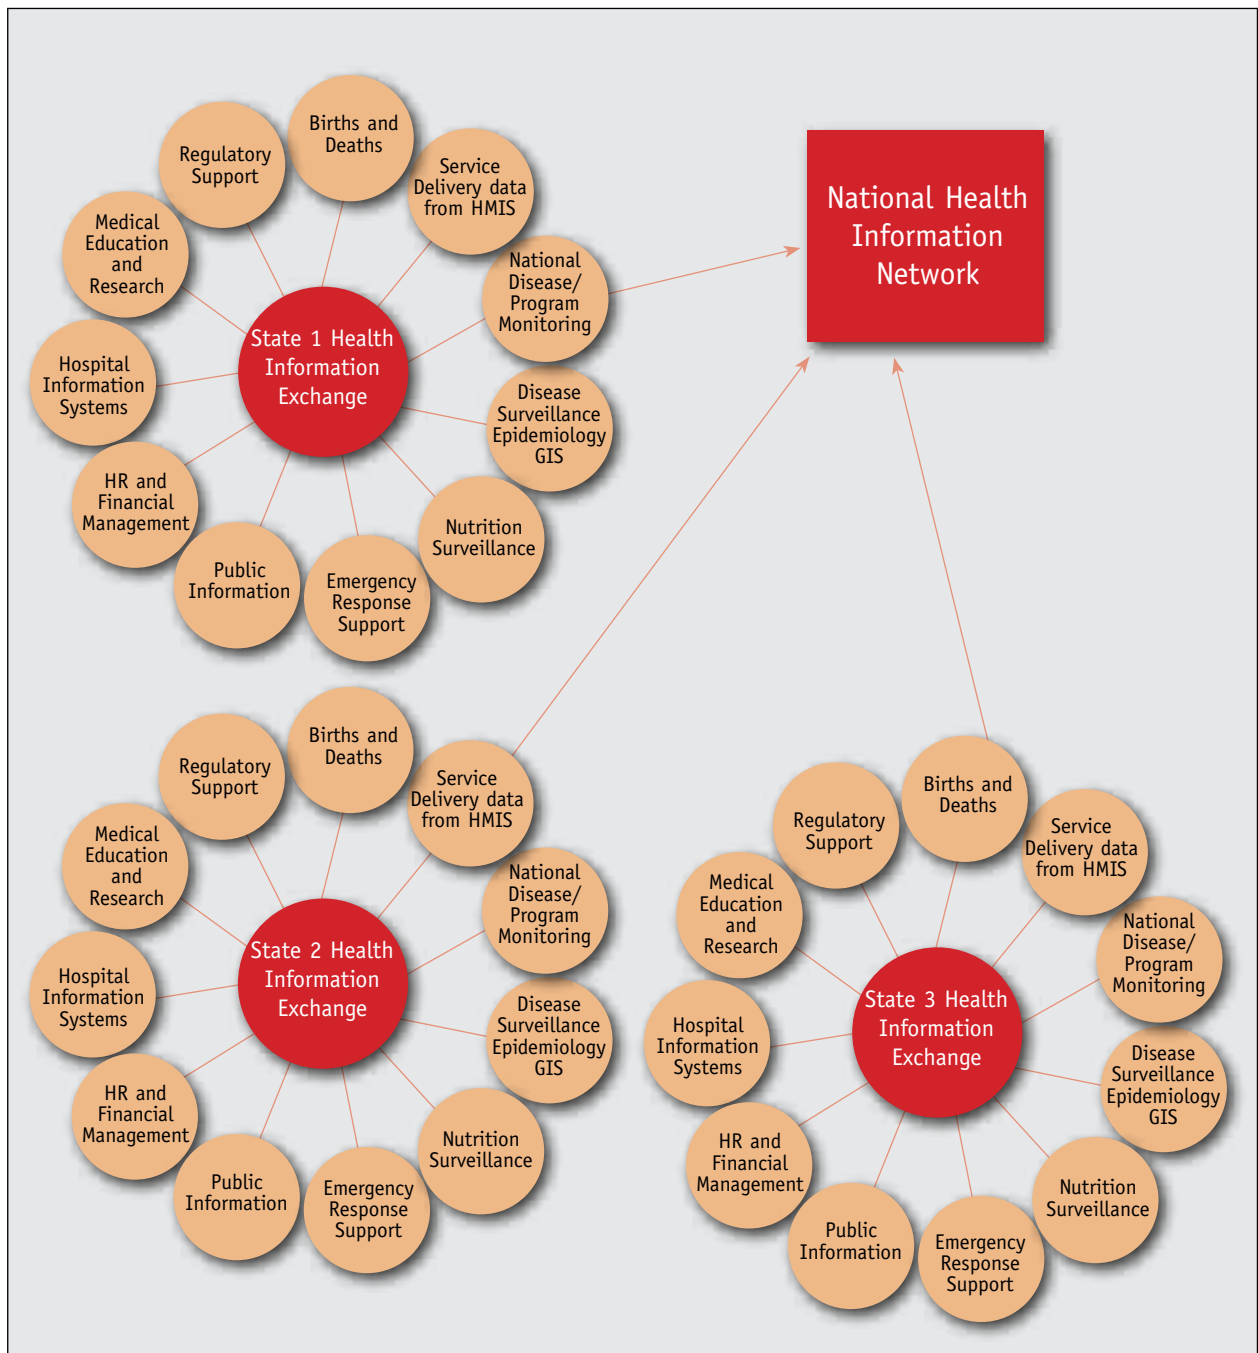 Births and
Deaths
Regulatory
Support
Service
Delivery data
from HMIS
Medical
Education
and
Research
National
Disease/
Program
Monitoring
Hospital
Information
Systems
State 1 Health
Information
Exchange
Disease
Surveillance
Epidemiology
GIS
HR and
Financial
Management
Nutrition
Surveillance
Public
Information
Emergency
Response
Support
National Health
Information
Network
Births and
Deaths
Regulatory
Support
Service
Delivery data
from HMIS
Medical
Education
and
Research
National
Disease/
Program
Monitoring
Hospital
Information
Systems
State 2 Health
Information
Exchange
Disease
Surveillance
Epidemiology
GIS
HR and
Financial
Management
Nutrition
Surveillance
Public
Information
Emergency
Response
Support
Births and
Deaths
Regulatory
Support
Service
Delivery data
from HMIS
Medical
Education
and
Research
National
Disease/
Program
Monitoring
Hospital
Information
Systems
State 3 Health
Information
Exchange
Disease
Surveillance
Epidemiology
GIS
HR and
Financial
Management
Nutrition
Surveillance
Public
Information
Emergency
Response
Support